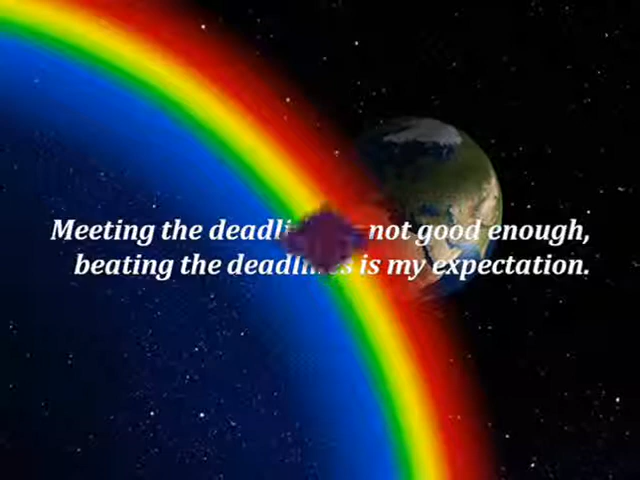 Meeting the not good enough,
beating the is my expectation.